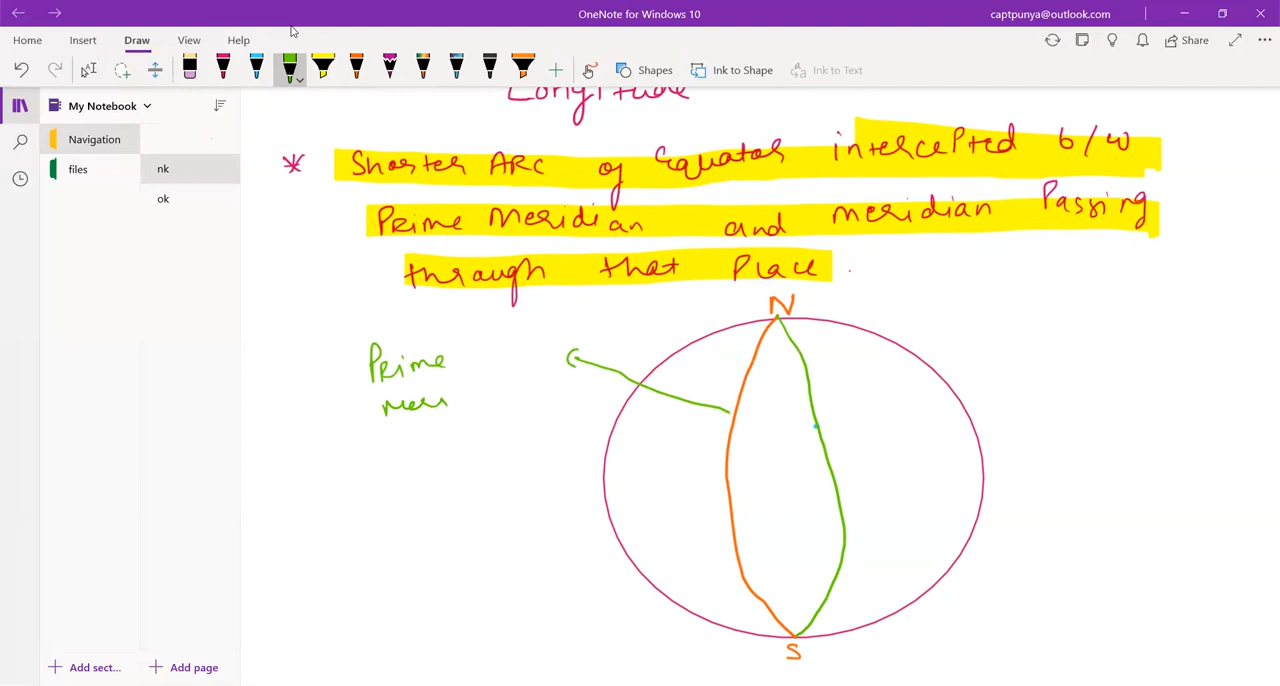 OneNote for Windows 10
captpunya@outlook.com
Home Insert Draw View Help
Share
Shapes Ink to Shape Ink to Text
My Notebook
Navigation
files
nk
ok
Longitude
* Shorter ARC of Equator intercepted b/w
Prime Meridian and meridian Passing
through that Place.
N
Prime
Meri
S
Add sect... Add page